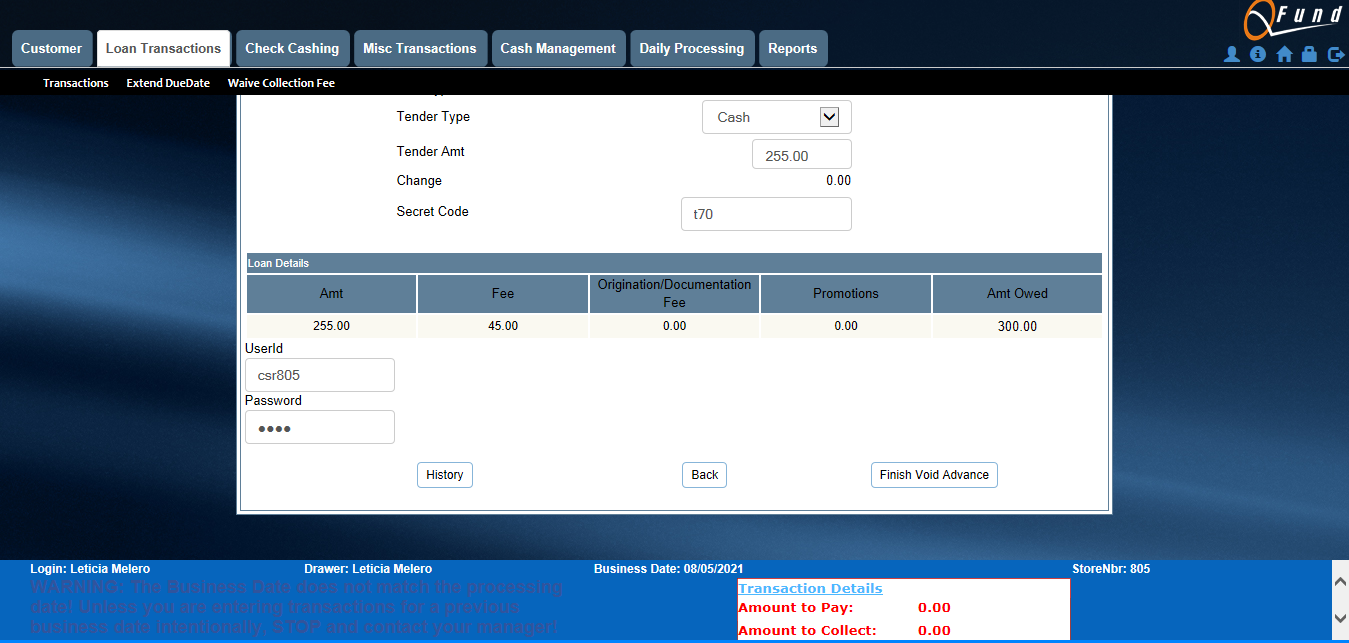 QFund
Customer
Loan Transactions
Check Cashing
Misc Transactions
Cash Management
Daily Processing
Reports
Transactions
Extend DueDate
Waive Collection Fee
Tender Type
Cash
Tender Amt
255.00
Change
0.00
Secret Code
t70
Loan Details
Amt
Fee
Origination/Documentation
Fee
Promotions
Amt Owed
255.00
45.00
0.00
0.00
300.00
UserId
csr805
Password
●●●●
History
Back
Finish Void Advance
Login: Leticia Melero
Drawer: Leticia Melero
Business Date: 08/05/2021
StoreNbr: 805
WARNING: The Business Date does not match the processing
date! Unless you are entering transactions for a previous
business date intentionally, STOP and contact your manager!
Transaction Details
Amount to Pay:
0.00
Amount to Collect:
0.00